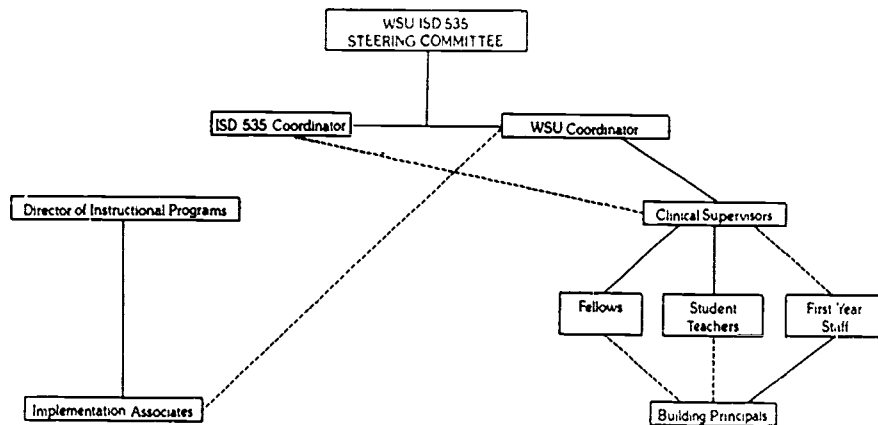 WSU ISD 535
STEERING COMMITTEE
ISD 535 Coordinator
WSU Coordinator
Director of Instructional Programs
Clinical Supervisors
Fellows
Student
Teachers
First Year
Staff
Implementation Associates
Building Principals